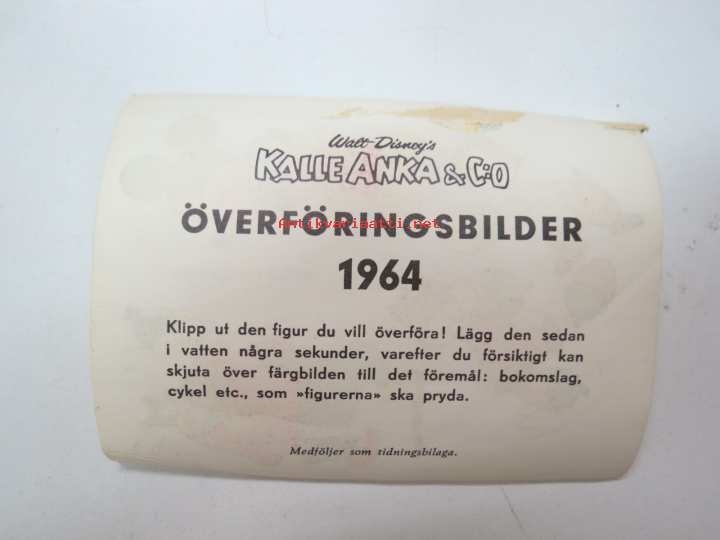 Walt Disney's
KALLE ANKA & C:O
ÖVERFÖRINGSBILDER
Antikvariaatti.net
1964
Klipp ut den figur du vill överföra! Lägg den sedan
i vatten några sekunder, varefter du försiktigt kan
skjuta över färgbilden till det föremål: bokomslag,
cykel etc., som »figurerna» ska pryda.
Medföljer som tidningsbilaga.